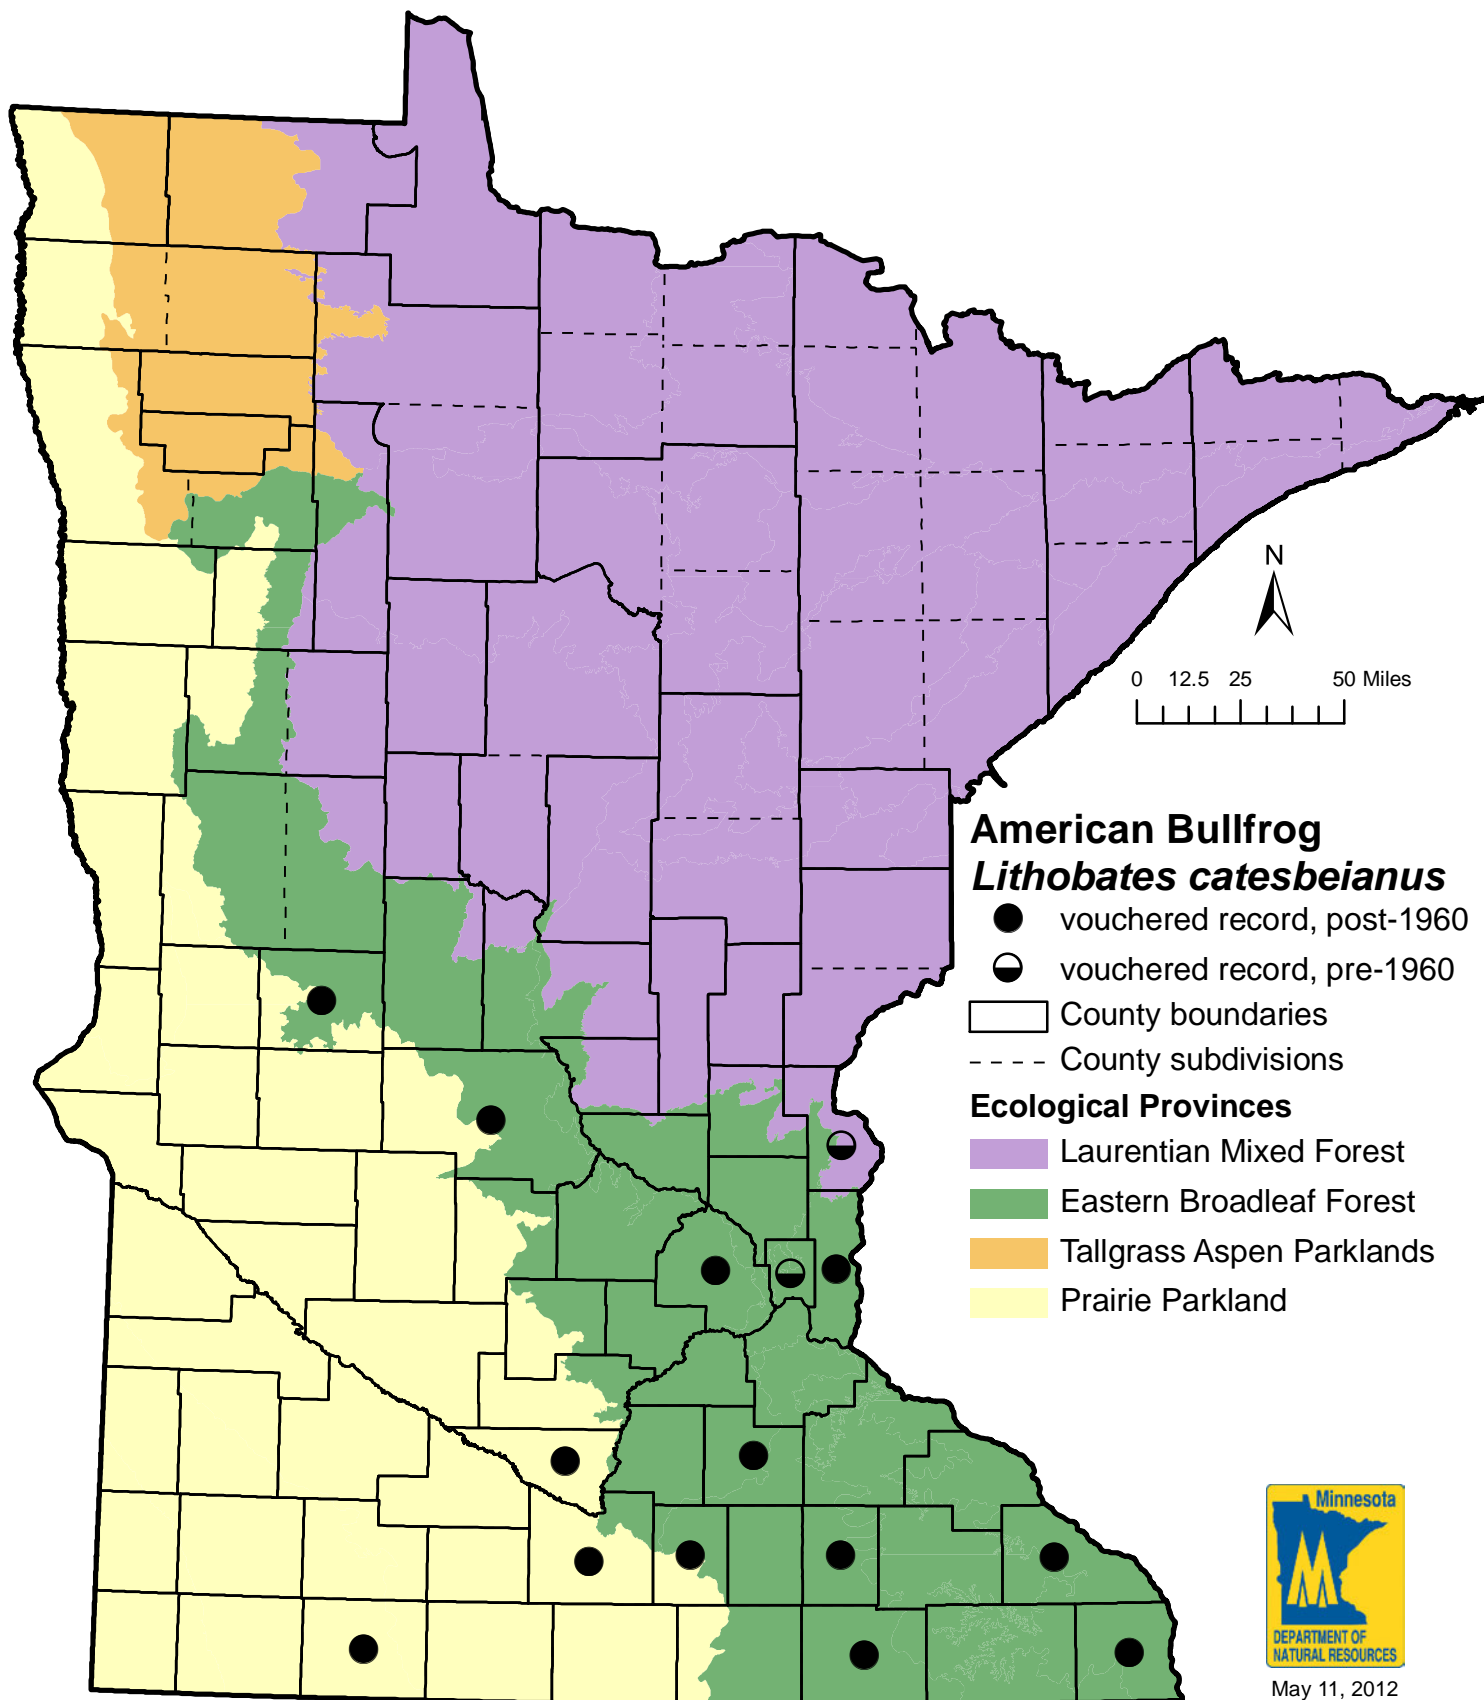 N
0 12.5 25 50 Miles
American Bullfrog
Lithobates catesbeianus
vouchered record, post-1960
vouchered record, pre-1960
County boundaries
County subdivisions
Ecological Provinces
Laurentian Mixed Forest
Eastern Broadleaf Forest
Tallgrass Aspen Parklands
Prairie Parkland
Minnesota
DEPARTMENT OF
NATURAL RESOURCES
May 11, 2012